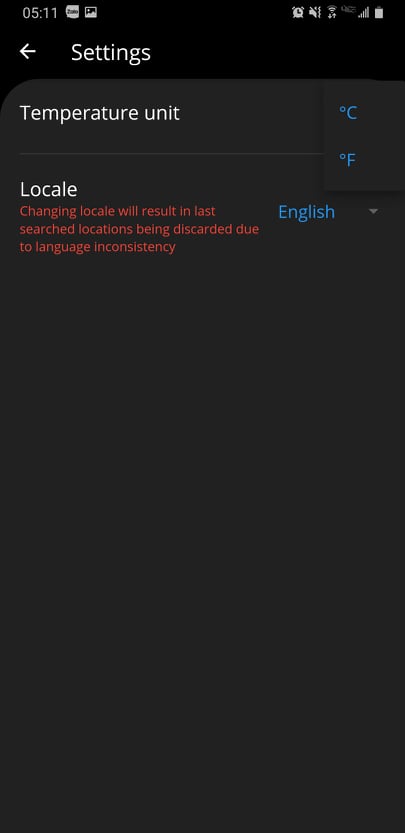 05:11
Zalo
Settings
Temperature unit
°C
°F
Locale
Changing locale will result in last
searched locations being discarded due
to language inconsistency
English